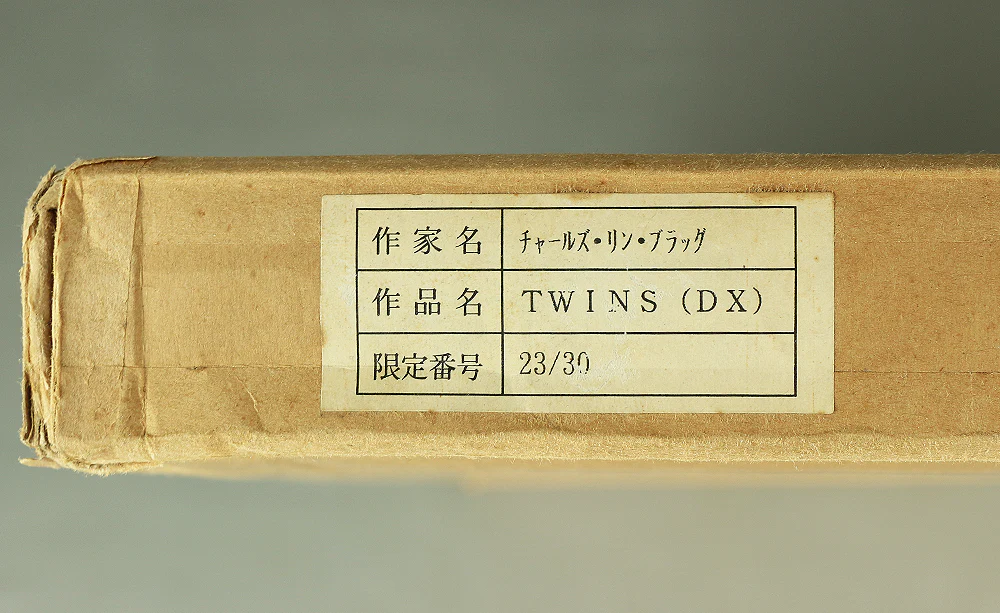 作家名 チャールズ・リン・ブラッグ
作品名 TWINS (DX)
限定番号 23/30